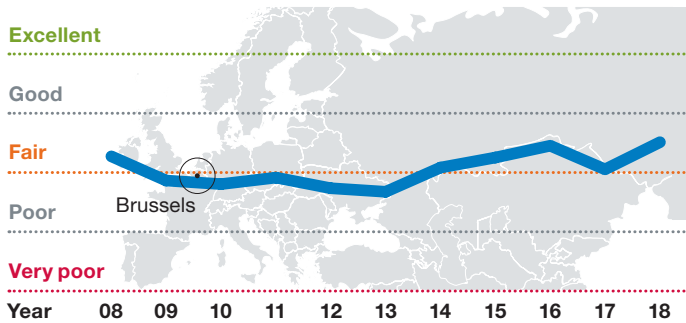 Excellent
Good
Fair
Poor
Brussels
Very poor
Year 08 09 10 11 12 13 14 15 16 17 18